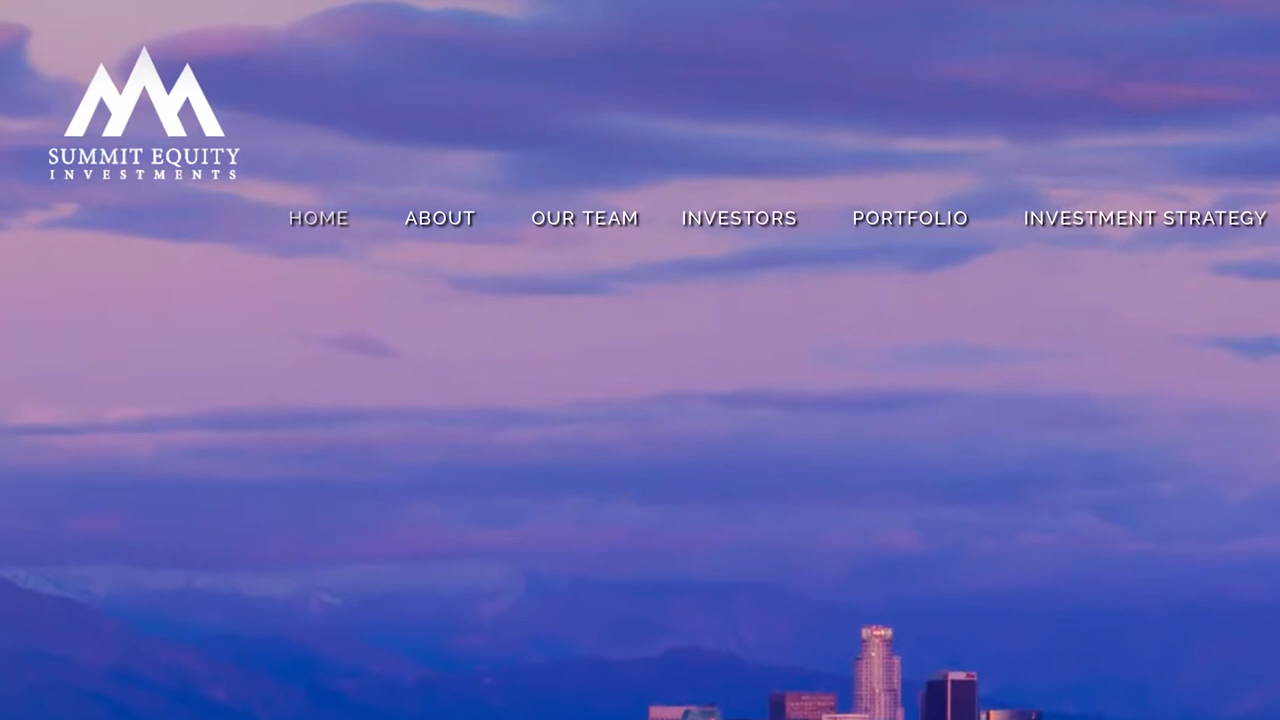 SUMMIT EQUITY
INVESTMENTS
HOME ABOUT OUR TEAM INVESTORS PORTFOLIO INVESTMENT STRATEGY